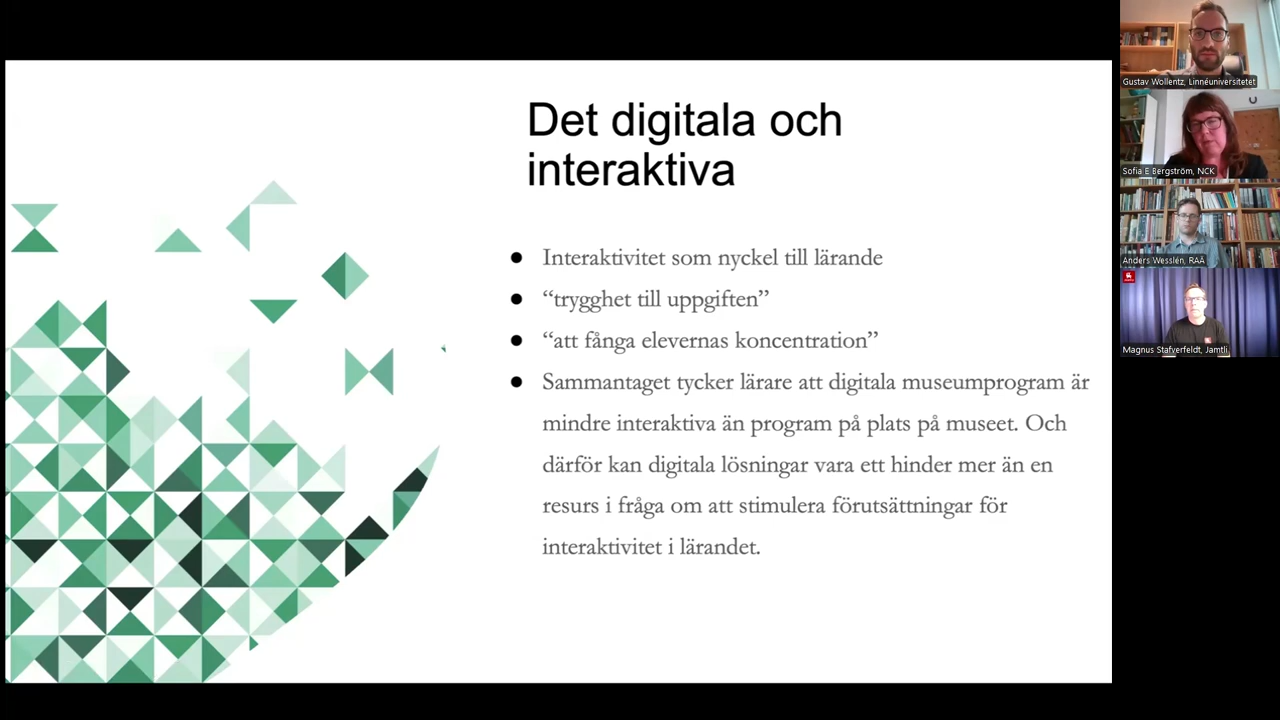 Det digitala och
interaktiva
● Interaktivitet som nyckel till lärande
● “trygghet till uppgiften”
● “att fånga elevernas koncentration”
● Sammantaget tycker lärare att digitala museumprogram är
mindre interaktiva än program på plats på museet. Och
därför kan digitala lösningar vara ett hinder mer än en
resurs i fråga om att stimulera förutsättningar för
interaktivitet i lärandet.
Gustav Wollentz, Linnéuniversitetet
Sofia E Bergström, NCK
Anders Wesslén, RAÄ
Magnus Stafverfeldt, Jamtli